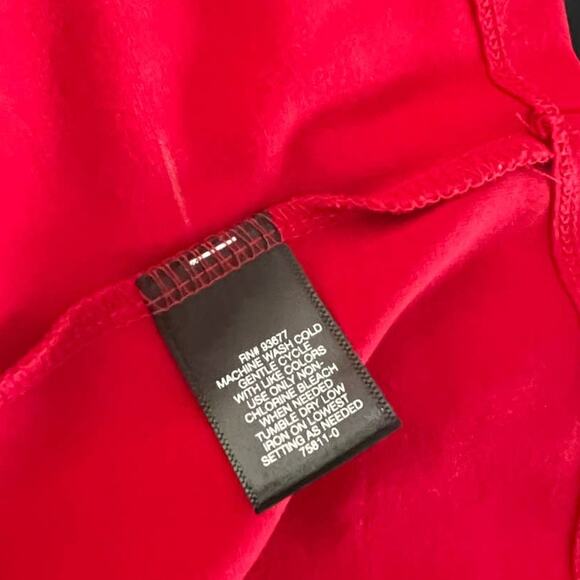 RN# 93677
MACHINE WASH COLD
GENTLE CYCLE
WITH LIKE COLORS
USE ONLY NON-
CHLORINE BLEACH
WHEN NEEDED
TUMBLE DRY LOW
IRON ON LOWEST
SETTING AS NEEDED
75811-0